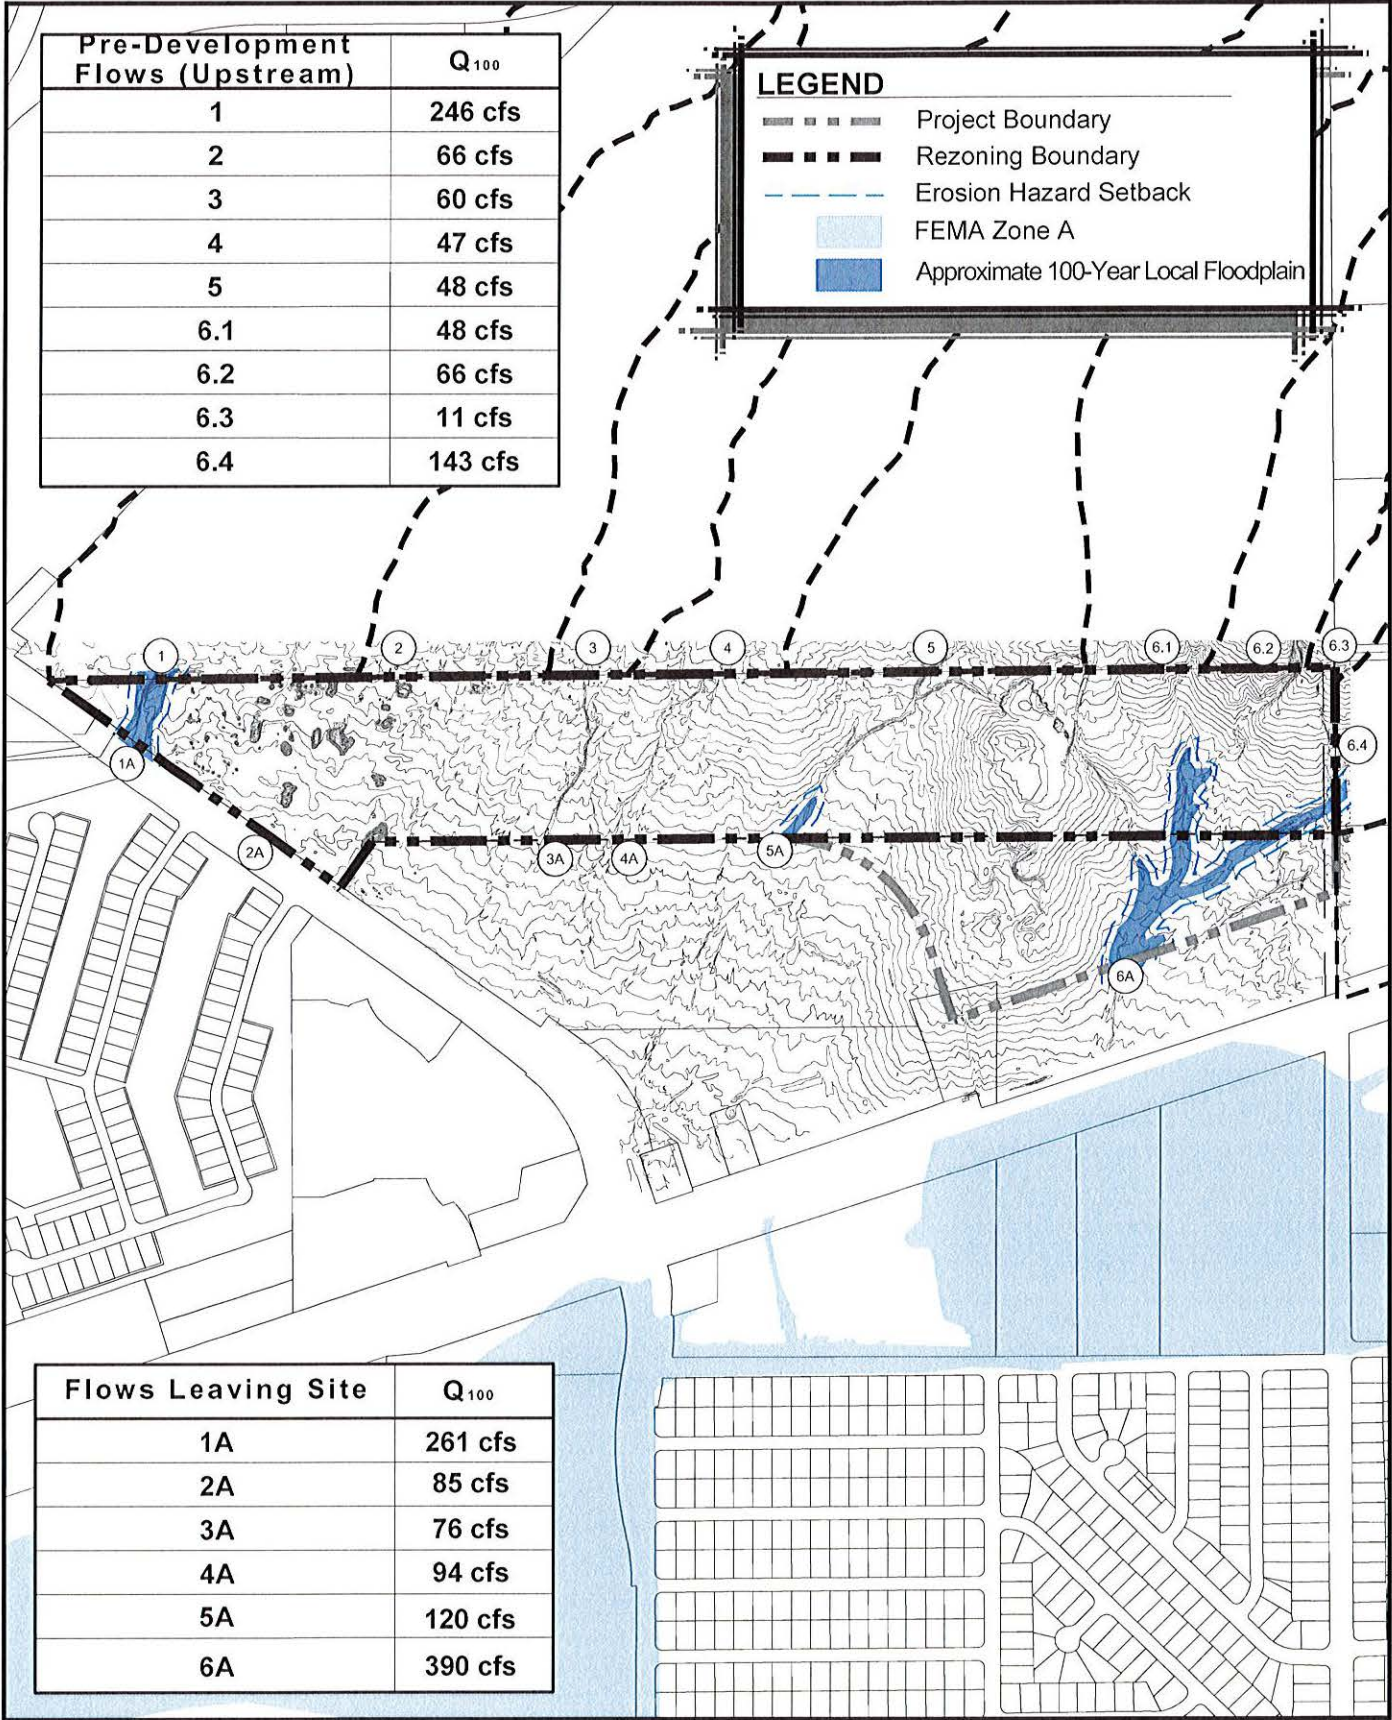 Pre-Development
Flows (Upstream) Q100
1 246 cfs
2 66 cfs
3 60 cfs
4 47 cfs
5 48 cfs
6.1 48 cfs
6.2 66 cfs
6.3 11 cfs
6.4 143 cfs
LEGEND
Project Boundary
Rezoning Boundary
Erosion Hazard Setback
FEMA Zone A
Approximate 100-Year Local Floodplain
1
2
3
4
5
6.1
6.2
6.3
6.4
1A
2A
3A
4A
5A
6A
Flows Leaving Site Q100
1A 261 cfs
2A 85 cfs
3A 76 cfs
4A 94 cfs
5A 120 cfs
6A 390 cfs